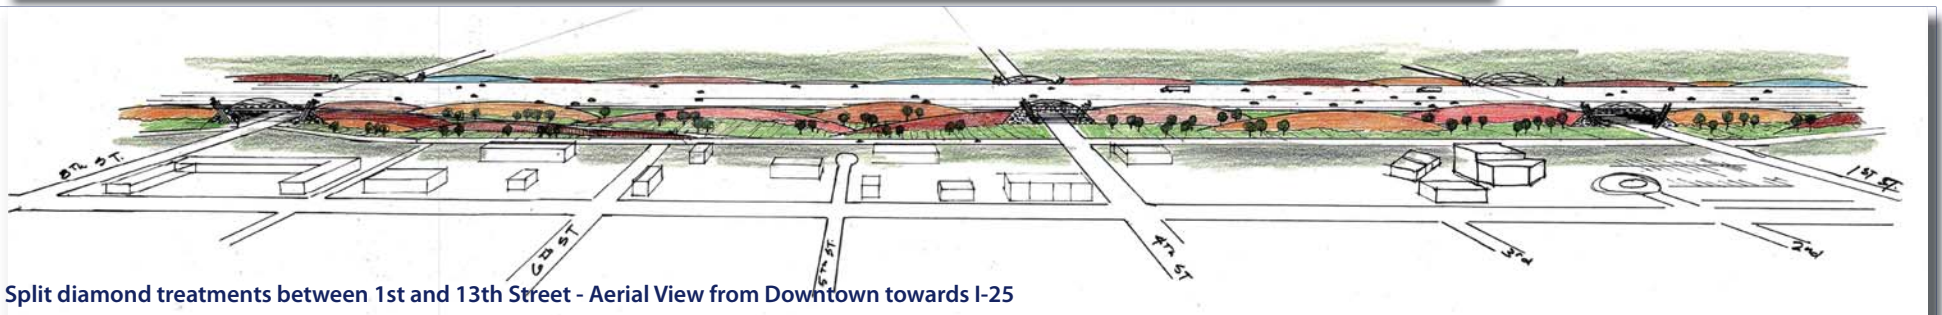 8Th ST.
1ST ST.
6Th ST
5Th ST.
4Th ST
3rd
2nd
Split diamond treatments between 1st and 13th Street - Aerial View from Downtown towards I-25